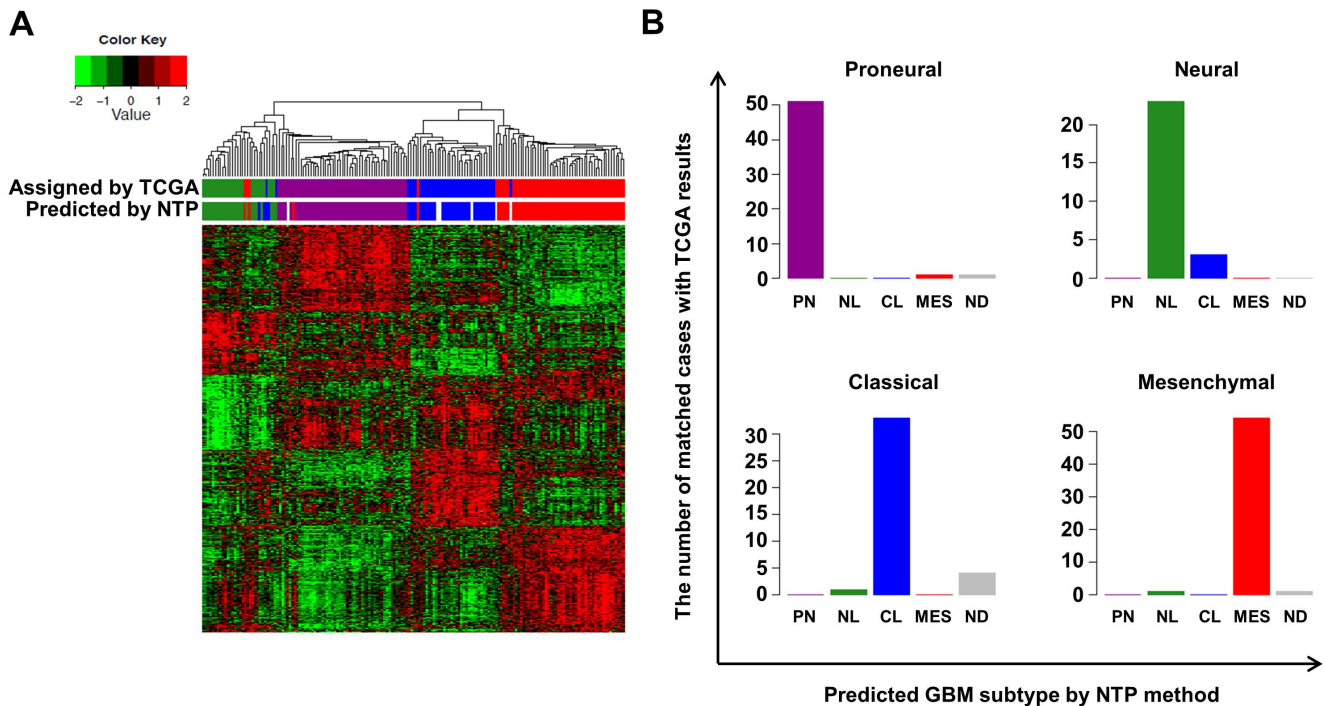 A
Color Key
−2 −1 0 1 2
Value
Assigned by TCGA
Predicted by NTP
B
The number of matched cases with TCGA results
Proneural
50
40
30
20
10
0
PN NL CL MES ND
Neural
20
15
10
5
0
PN NL CL MES ND
Classical
30
25
20
15
10
5
0
PN NL CL MES ND
Mesenchymal
50
40
30
20
10
0
PN NL CL MES ND
Predicted GBM subtype by NTP method